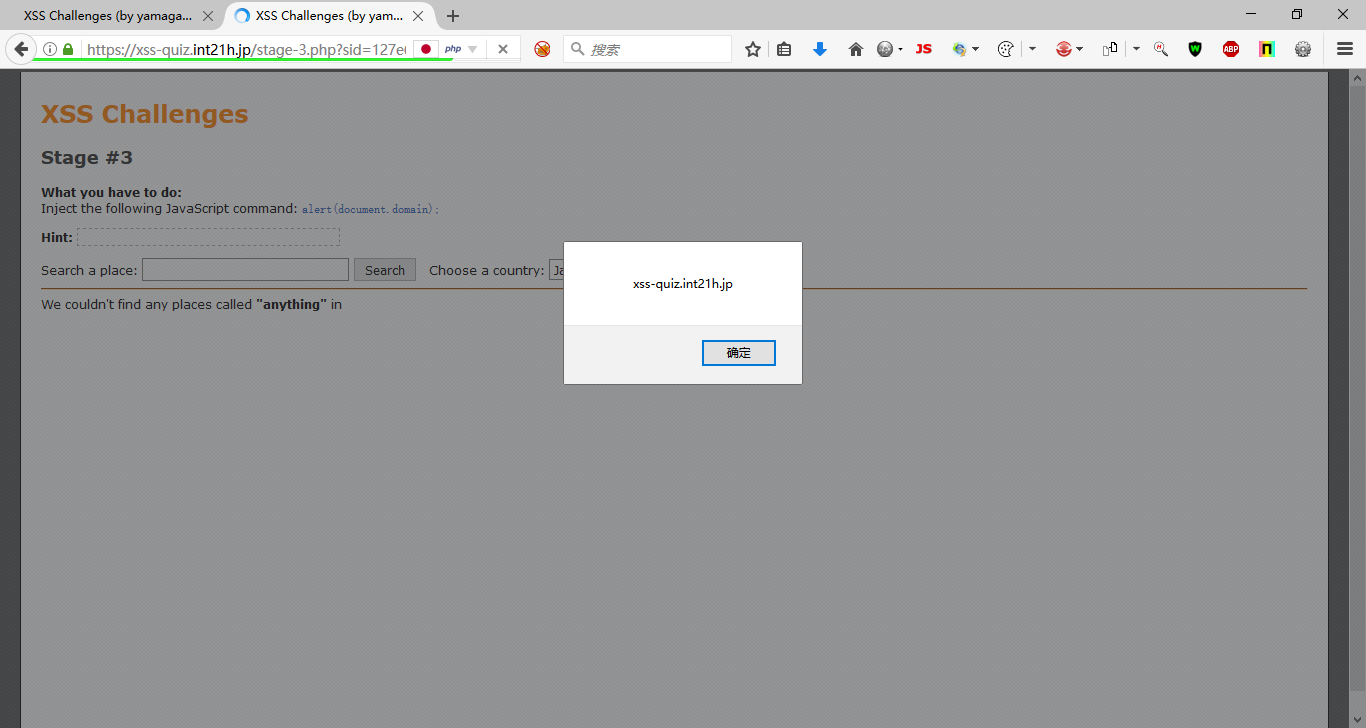 XSS Challenges (by yamaga...
XSS Challenges (by yam...
https://xss-quiz.int21h.jp/stage-3.php?sid=127e
php
搜索
JS
W
ABP
XSS Challenges
Stage #3
What you have to do:
Inject the following JavaScript command: alert(document.domain);
Hint:
Search a place: Search Choose a country: Ja
We couldn't find any places called "anything" in
xss-quiz.int21h.jp
确定